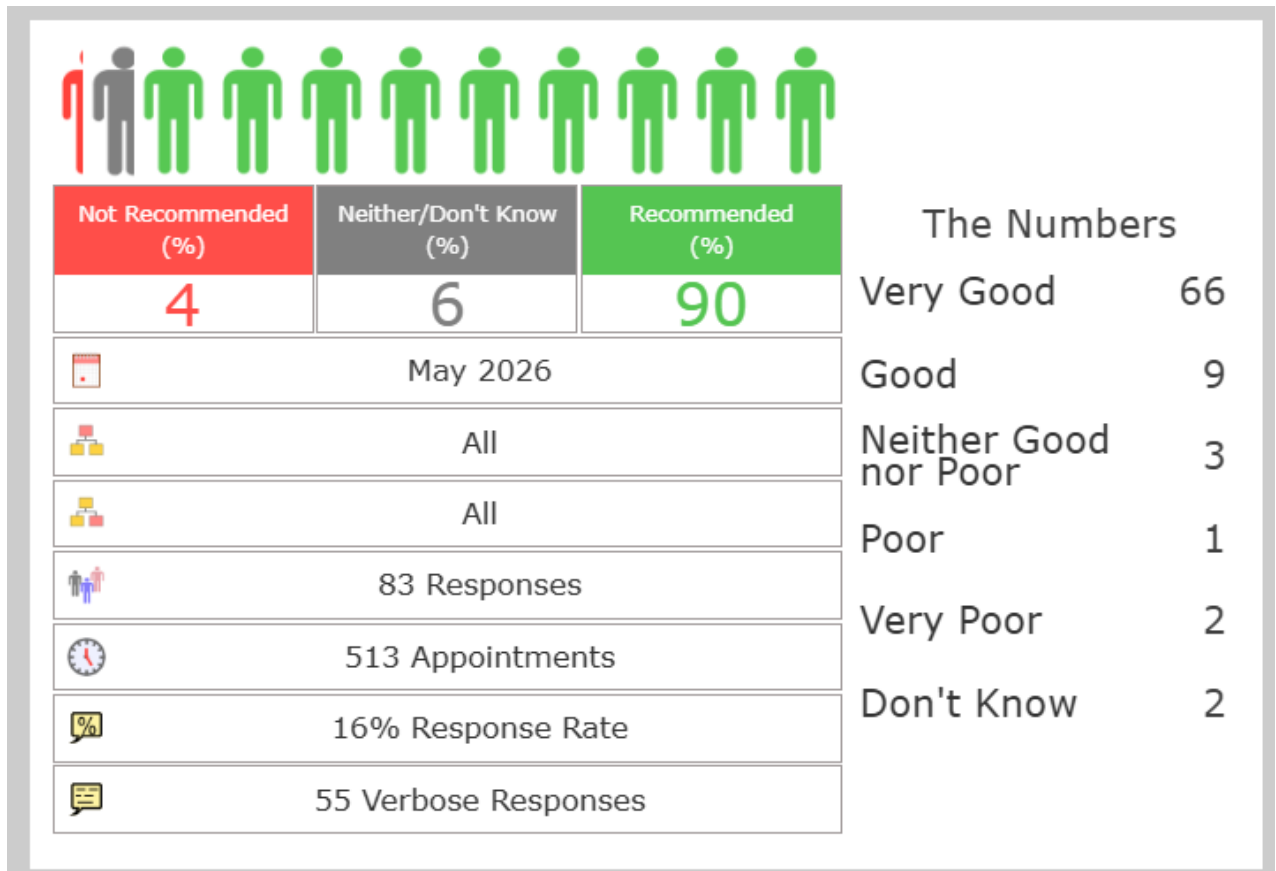 Not Recommended
(%)
Neither/Don't Know
(%)
Recommended
(%)
4
6
90
May 2026
All
All
83 Responses
513 Appointments
%
16% Response Rate
55 Verbose Responses
The Numbers
Very Good 66
Good 9
Neither Good
nor Poor 3
Poor 1
Very Poor 2
Don't Know 2